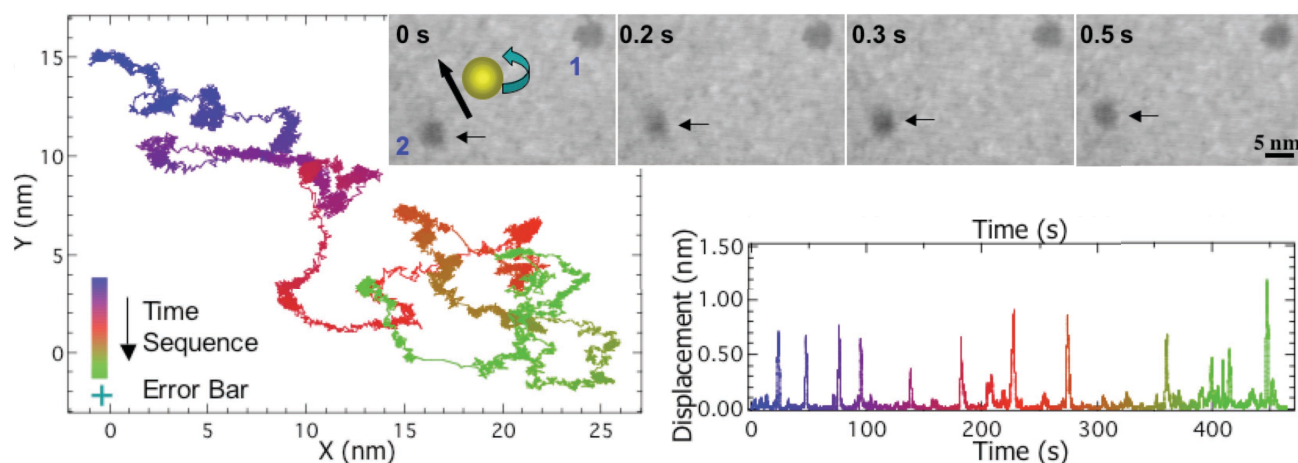 15
10
5
0
Y (nm)
Time
Sequence
Error Bar
0
5
10
15
20
25
X (nm)
0 s
1
2
0.2 s
0.3 s
0.5 s
5 nm
Time (s)
1.50
1.00
0.50
0.00
Displacement (nm)
0
100
200
300
400
Time (s)